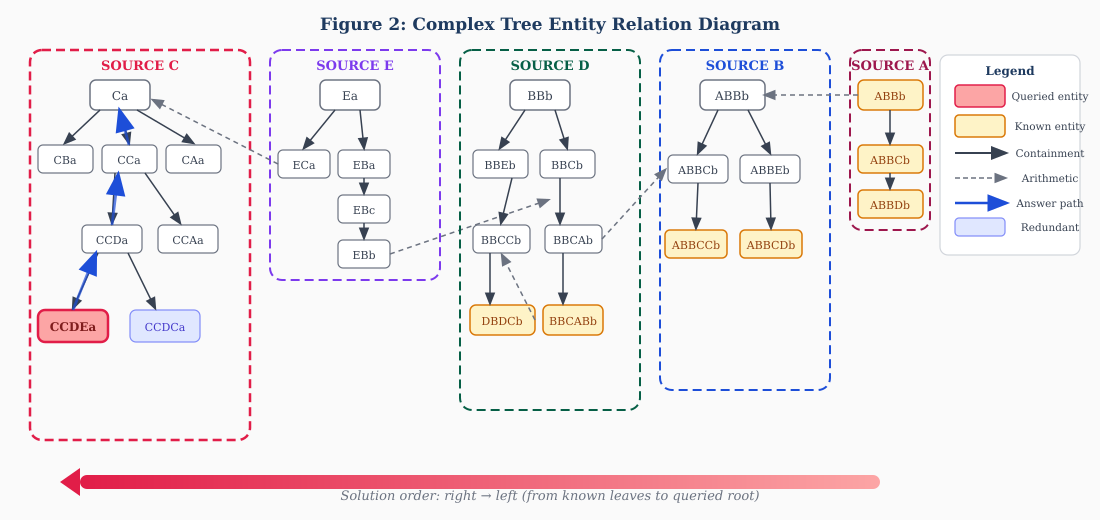 Figure 2: Complex Tree Entity Relation Diagram
SOURCE C
Ca
CBa
CCa
CAa
CCDa
CCAa
CCDEa
CCDCa
SOURCE E
Ea
ECa
EBa
EBc
EBb
SOURCE D
BBb
BBEb
BBCb
BBCCb
BBCAb
DBDCb
BBCABb
SOURCE B
ABBb
ABBCb
ABBEb
ABBCCb
ABBCDb
SOURCE A
ABBb
ABBCb
ABBDb
Legend
Queried entity
Known entity
Containment
Arithmetic
Answer path
Redundant
Solution order: right → left (from known leaves to queried root)